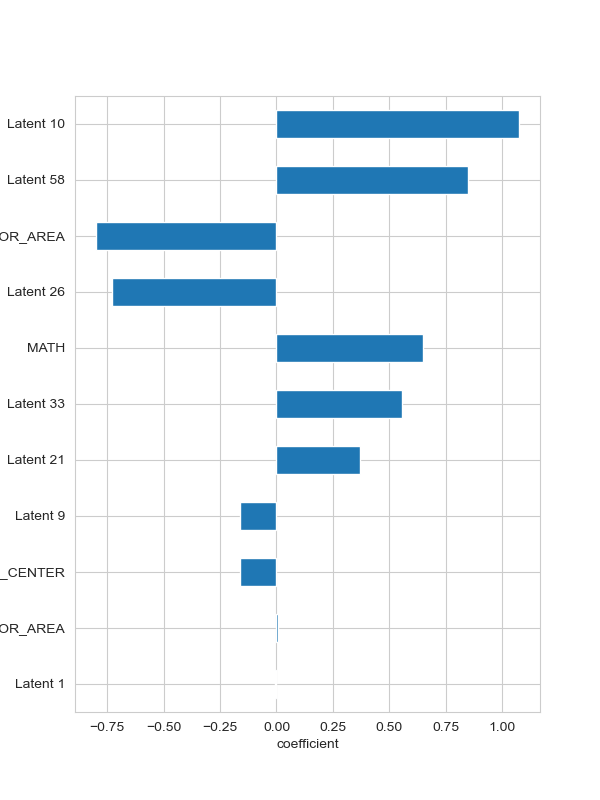 Latent 10
Latent 58
OR_AREA
Latent 26
MATH
Latent 33
Latent 21
Latent 9
_CENTER
OR_AREA
Latent 1
−0.75 −0.50 −0.25 0.00 0.25 0.50 0.75 1.00
coefficient